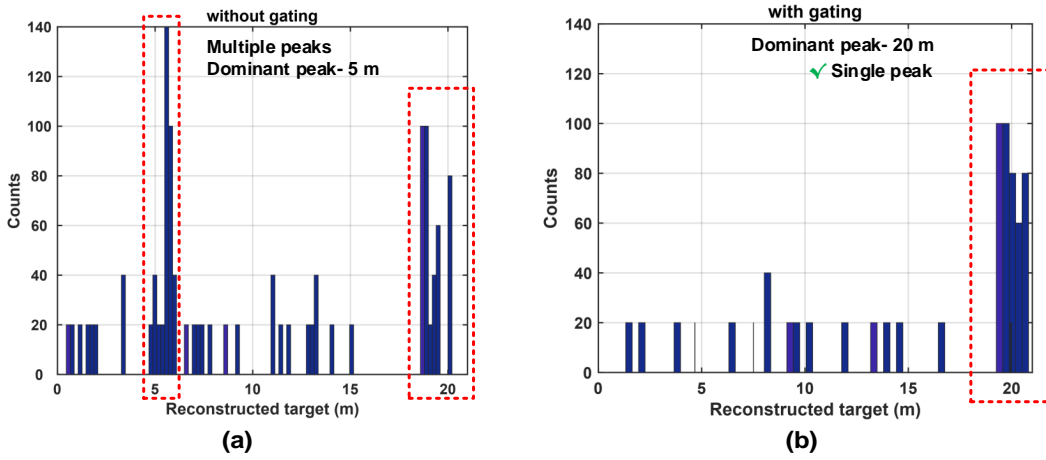 without gating
Multiple peaks
Dominant peak- 5 m
140
120
100
80
60
40
20
0
Counts
0 5 10 15 20
Reconstructed target (m)
(a)
with gating
Dominant peak- 20 m
✓ Single peak
140
120
100
80
60
40
20
0
Counts
0 5 10 15 20
Reconstructed target (m)
(b)